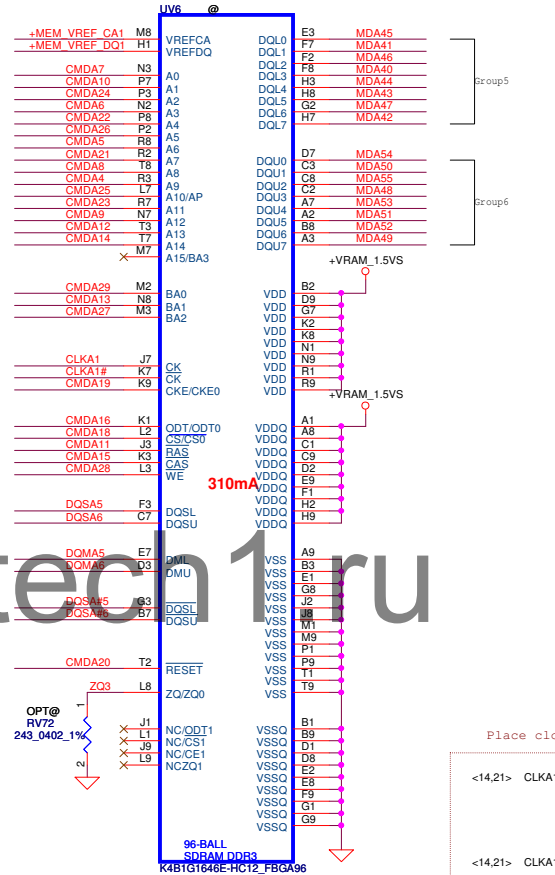 UV6 @
+MEM_VREF_CA1 M8 VREFCA DQL0 E3 MDA45
+MEM_VREF_DQ1 H1 VREFDQ DQL1 F7 MDA41
DQL2 F2 MDA46
CMDA7 N3 A0 DQL3 F8 MDA40
CMDA10 P7 A1 DQL4 H3 MDA44 Group5
CMDA24 P3 A2 DQL5 H8 MDA43
CMDA6 N2 A3 DQL6 G2 MDA47
CMDA22 P8 A4 DQL7 H7 MDA42
CMDA26 P2 A5
CMDA5 R8 A6
CMDA21 R2 A7 DQU0 D7 MDA54
CMDA8 T8 A8 DQU1 C3 MDA50
CMDA4 R3 A9 DQU2 C8 MDA55
CMDA25 L7 A10/AP DQU3 C2 MDA48
CMDA23 R7 A11 DQU4 A7 MDA53 Group6
CMDA9 N7 A12 DQU5 A2 MDA51
CMDA12 T3 A13 DQU6 B8 MDA52
CMDA14 T7 A14 DQU7 A3 MDA49
M7 A15/BA3
+VRAM_1.5VS
CMDA29 M2 BA0 VDD B2
CMDA13 N8 BA1 VDD D9
CMDA27 M3 BA2 VDD G7
VDD K2
VDD K8
VDD N1
CLKA1 J7 CK VDD N9
CLKA1# K7 CK VDD R1
CMDA19 K9 CKE/CKE0 VDD R9
+VRAM_1.5VS
CMDA16 K1 ODT/ODT0 VDDQ A1
CMDA18 L2 CS/CS0 VDDQ A8
CMDA11 J3 RAS VDDQ C1
CMDA15 K3 CAS VDDQ C9
CMDA28 L3 WE VDDQ D2
310mA VDDQ E9
VDDQ F1
DQSA5 F3 DQSL VDDQ H2
DQSA6 C7 DQSU VDDQ H9
DQMA5 E7 DML VSS A9
DQMA6 D3 DMU VSS B3
VSS E1
VSS G8
DQSA#5 G3 DQSL VSS J2
DQSA#6 B7 DQSU VSS J8
VSS M1
VSS M9
VSS P1
CMDA20 T2 RESET VSS P9
VSS T1
ZQ3 L8 ZQ/ZQ0 VSS T9
OPT@
RV72
243_0402_1%
1
2
J1 NC/ODT1 VSSQ B1
L1 NC/CS1 VSSQ B9
J9 NC/CE1 VSSQ D1
L9 NCZQ1 VSSQ D8
VSSQ E2
VSSQ E8
VSSQ F9
VSSQ G1
VSSQ G9
96-BALL
SDRAM DDR3
K4B1G1646E-HC12_FBGA96
tech1.ru
Place clo
<14,21> CLKA1
<14,21> CLKA1